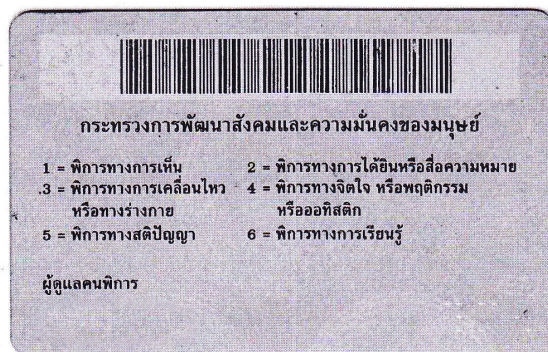 กระทรวงการพัฒนาสังคมและความมั่นคงของมนุษย์
1 = พิการทางการเห็น 2 = พิการทางการได้ยินหรือสื่อความหมาย
3 = พิการทางการเคลื่อนไหว 4 = พิการทางจิตใจ หรือพฤติกรรม
หรือทางร่างกาย หรือออทิสติก
5 = พิการทางสติปัญญา 6 = พิการทางการเรียนรู้
ผู้ดูแลคนพิการ